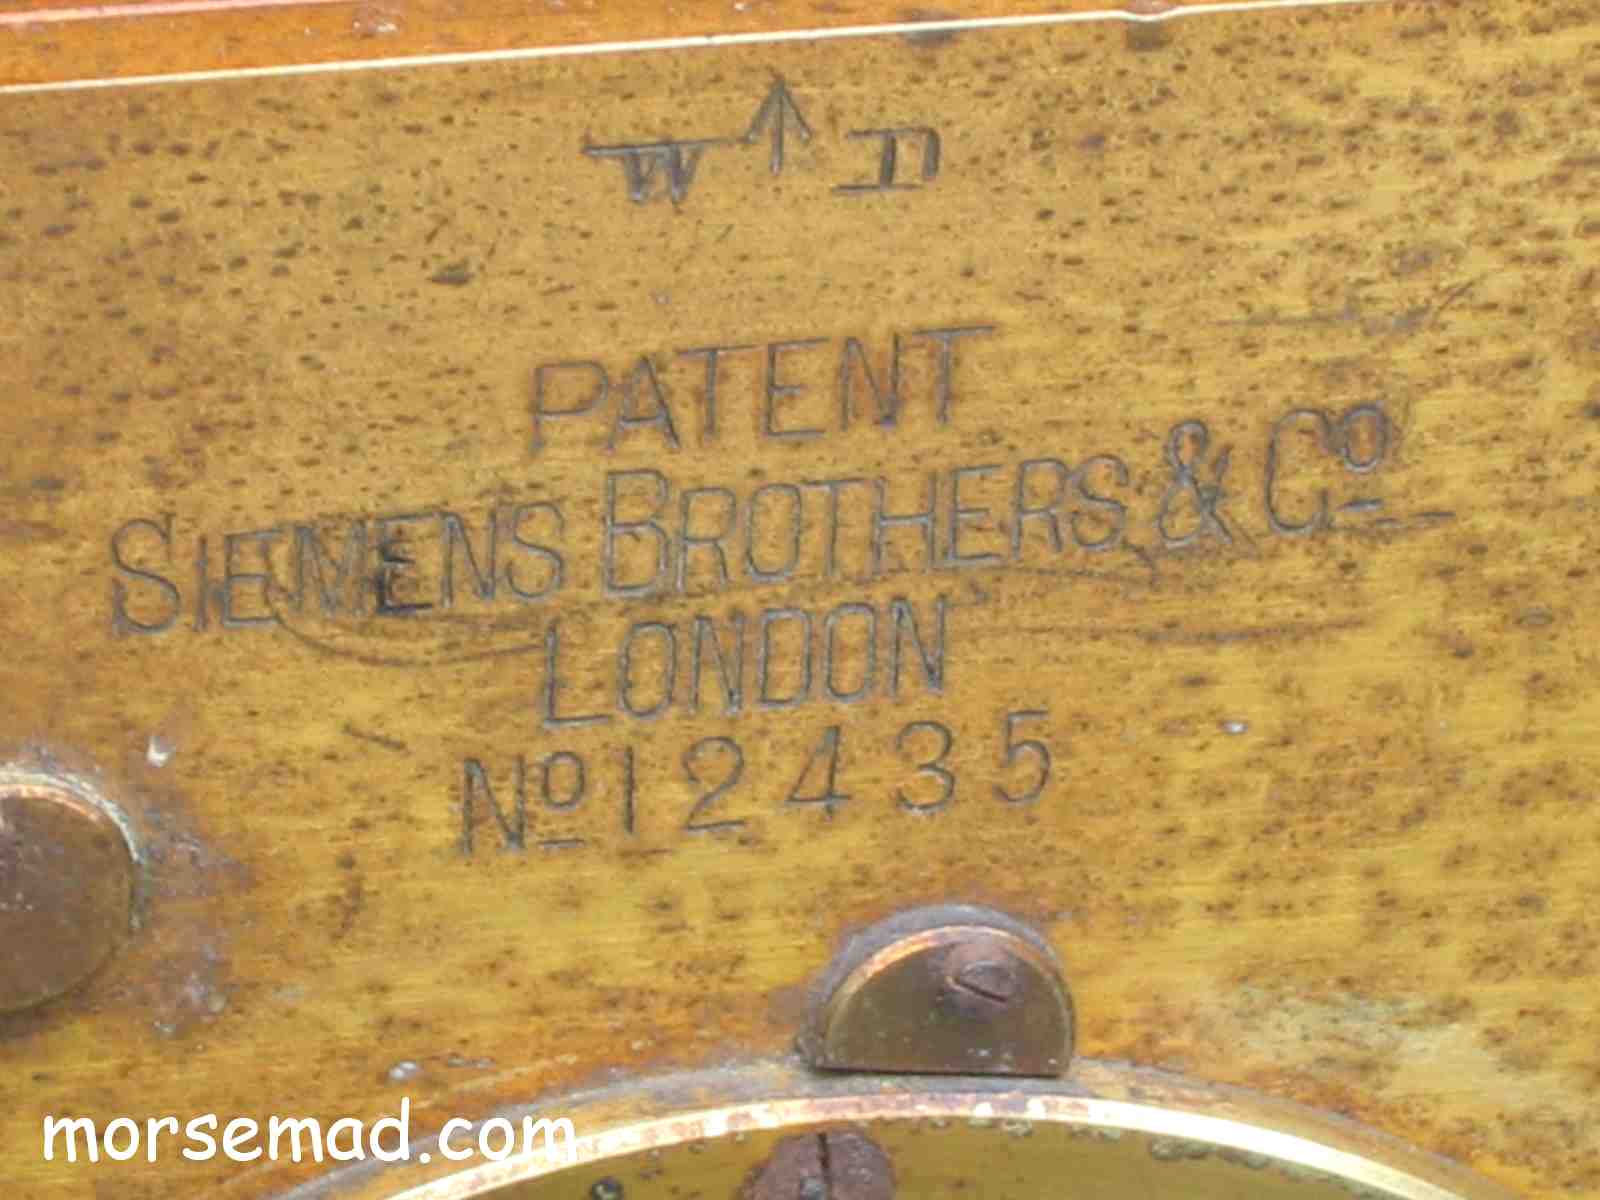 W ↑ D
PATENT
SIEMENS BROTHERS & Cº
LONDON
Nº 12435
morsemad.com